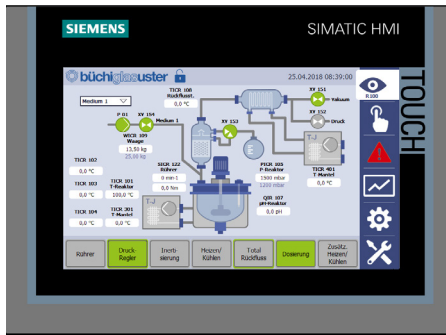 SIEMENS
SIMATIC HMI
TOUCH
büchiglasuster
TICR 100
Rückflusst.
0,0 °C
25.04.2018 08:39:00
R100
Medium 1
XV 151
Vakuum
XV 152
Druck
P 01
XV 154
Medium 1
XV 153
WICR 109
Waage
13,50 kg
25,00 kg
TICR 102
0,0 °C
TICR 103
0,0 °C
TICR 101
T-Reaktor
100,0 °C
TICR 104
0,0 °C
TICR 301
T-Mantel
0,0 °C
SICR 122
Rührer
0 min-1
0,0 Nm
T-J
PICR 105
P-Reaktor
1500 mbar
1200 mbar
QIR 107
pH-Reaktor
0,0 pH
T-J
TICR 401
T-Mantel
0,0 °C
Rührer
Druck-
Regler
Inerti-
sierung
Heizen/
Kühlen
Total
Rückfluss
Dosierung
Zusätz.
Heizen/
Kühlen